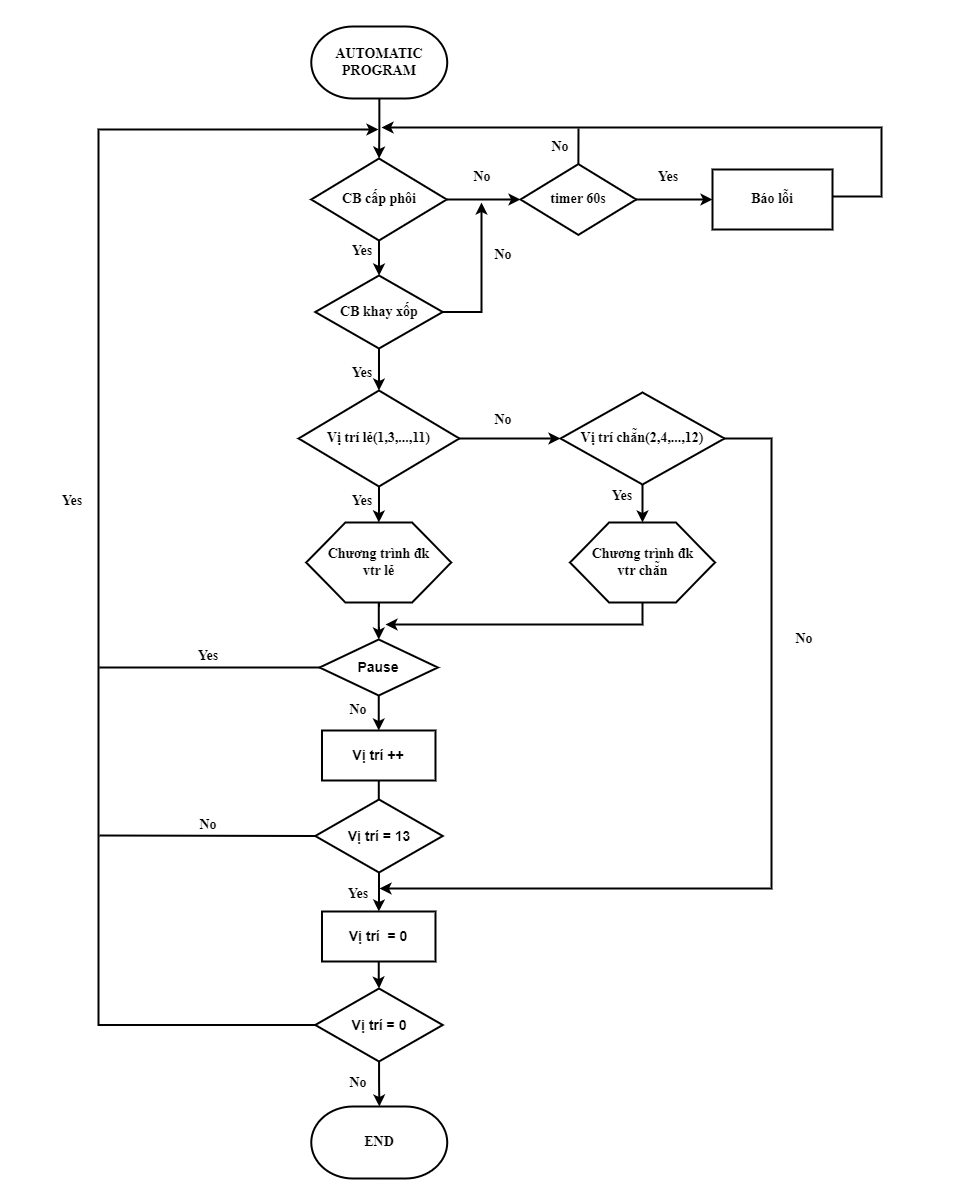 AUTOMATIC
PROGRAM
No
CB cấp phôi
No
timer 60s
Yes
Báo lỗi
Yes
No
CB khay xốp
Yes
Vị trí lẻ(1,3,...,11)
No
Vị trí chẵn(2,4,...,12)
Yes
Yes
Yes
Chương trình đk
vtr lẻ
Chương trình đk
vtr chẵn
No
Yes
Pause
No
Vị trí ++
No
Vị trí = 13
Yes
Vị trí = 0
Vị trí = 0
No
END